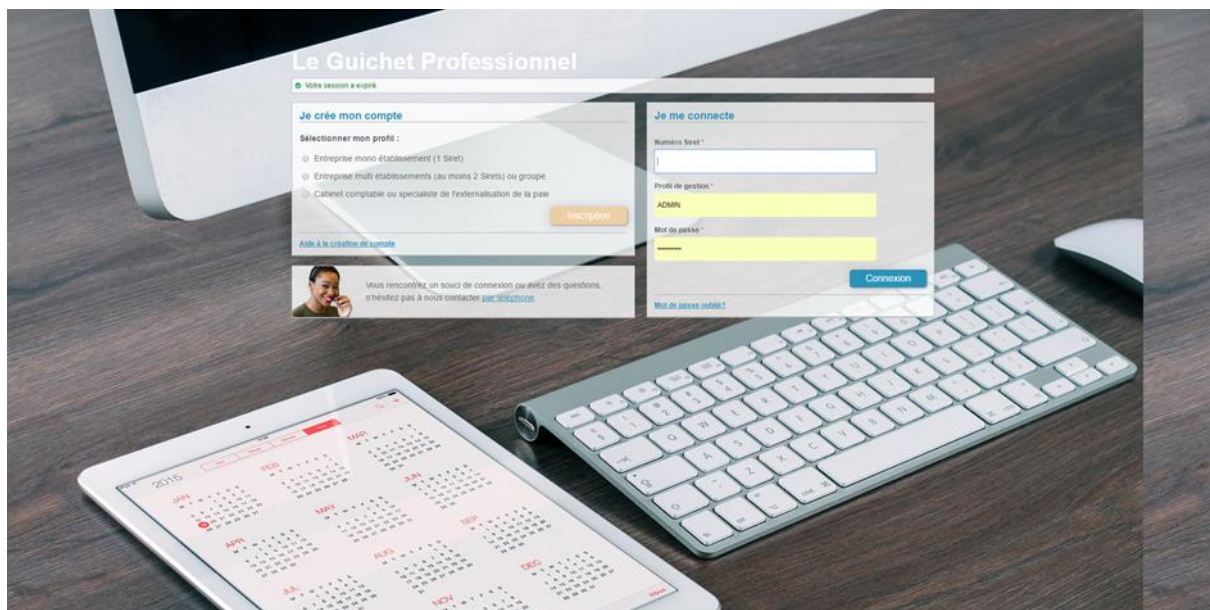 Le Guichet Professionnel
Votre session a expiré.
Je crée mon compte
Sélectionner mon profil :
Entreprise mono établissement (1 Siret)
Entreprise multi établissements (au moins 2 Sirets) ou groupe
Cabinet comptable ou specialiste de l'externalisation de la paie
Inscription
Aide à la création de compte
Vous rencontrez un souci de connexion ou avez des questions,
n'hésitez pas à nous contacter par téléphone.
Je me connecte
Numéro Siret *
Profil de gestion *
ADMIN
Mot de passe *
Connexion
Mot de passe oublié ?
2015
JAN
FEB
MAR
APR
MAY
JUN
JUL
AUG
SEP
NOV
DEC
Inbox